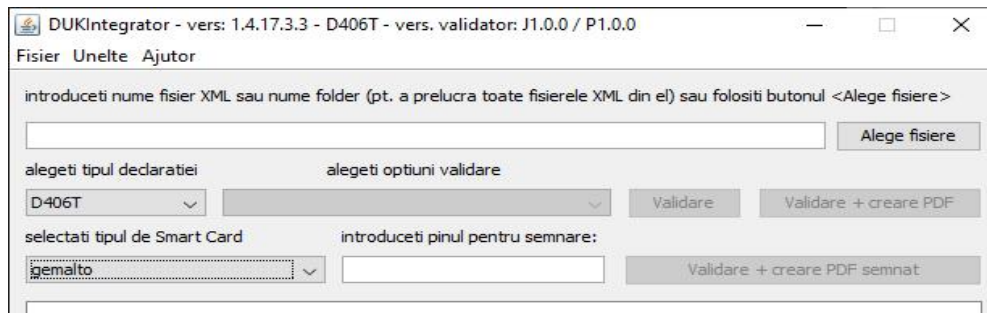 DUKIntegrator - vers: 1.4.17.3.3 - D406T - vers. validator: J1.0.0 / P1.0.0
Fisier Unelte Ajutor
introduceti nume fisier XML sau nume folder (pt. a prelucra toate fisierele XML din el) sau folositi butonul <Alege fisiere>
Alege fisiere
alegeti tipul declaratiei alegeti optiuni validare
D406T Validare Validare + creare PDF
selectati tipul de Smart Card introduceti pinul pentru semnare:
gemalto Validare + creare PDF semnat